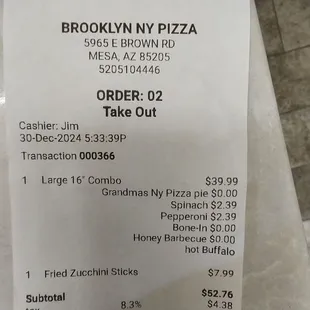 BROOKLYN NY PIZZA
5965 E BROWN RD
MESA, AZ 85205
5205104446
ORDER: 02
Take Out
Cashier: Jim
30-Dec-2024 5:33:39P
Transaction 000366
1 Large 16" Combo $39.99
Grandmas Ny Pizza pie $0.00
Spinach $2.39
Pepperoni $2.39
Bone-In $0.00
Honey Barbecue $0.00
hot Buffalo
1 Fried Zucchini Sticks $7.99
Subtotal $52.76
tax 8.3% $4.38